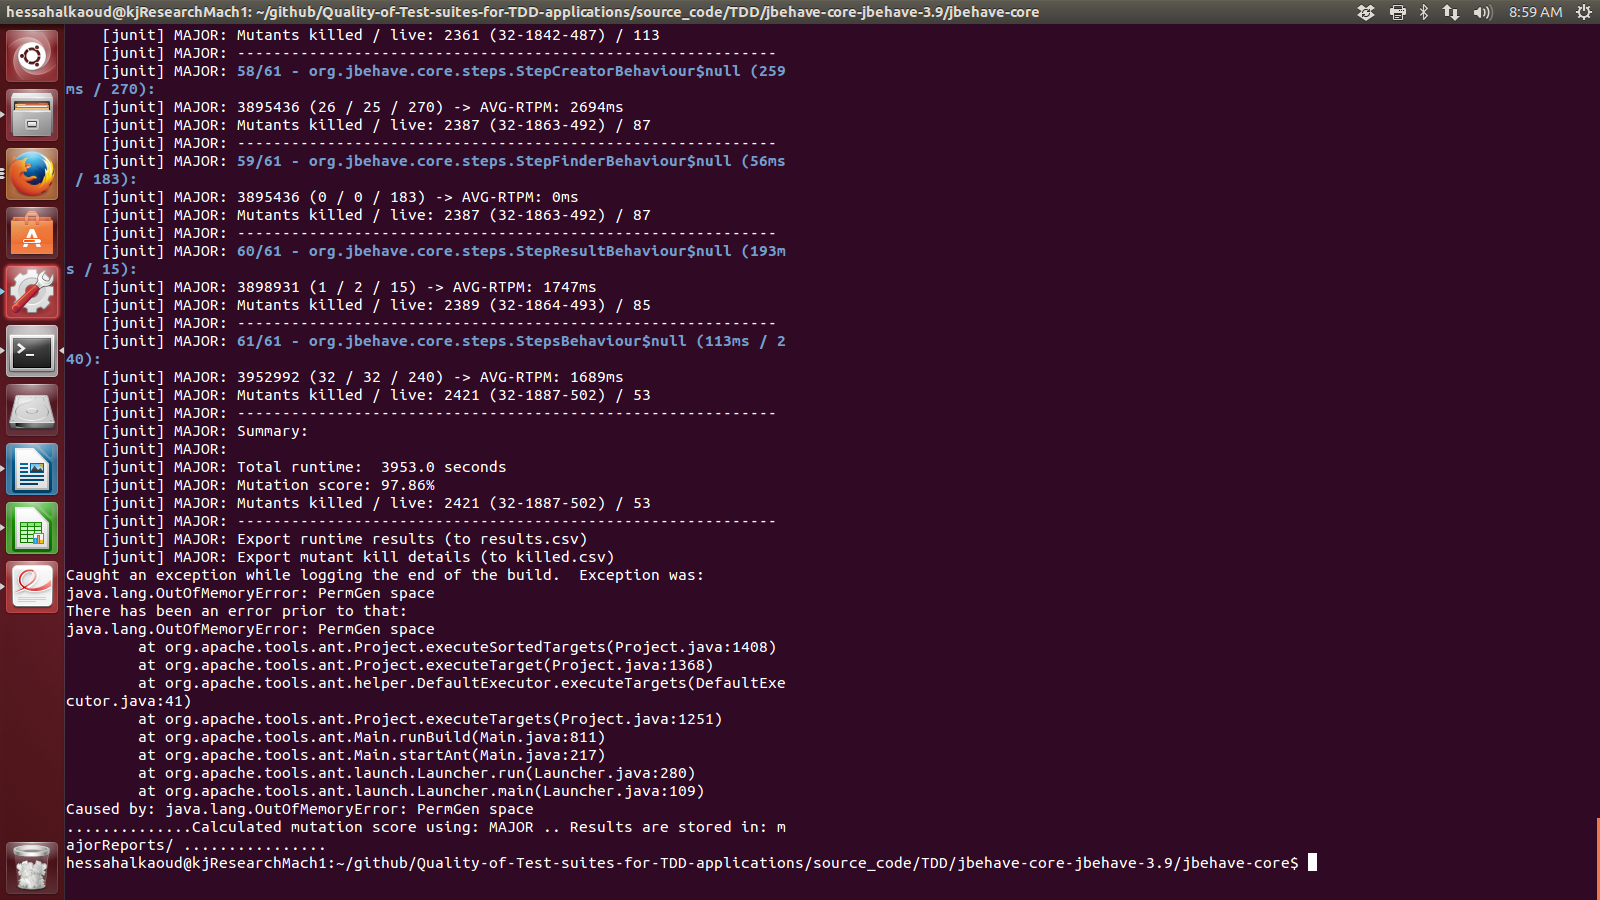 hessahalkaoud@kjResearchMach1: ~/github/Quality-of-Test-suites-for-TDD-applications/source_code/TDD/jbehave-core-jbehave-3.9/jbehave-core
8:59 AM
[junit] MAJOR: Mutants killed / live: 2361 (32-1842-487) / 113
[junit] MAJOR: ------------------------------------------------------------
[junit] MAJOR: 58/61 - org.jbehave.core.steps.StepCreatorBehaviour$null (259
ms / 270):
[junit] MAJOR: 3895436 (26 / 25 / 270) -> AVG-RTPM: 2694ms
[junit] MAJOR: Mutants killed / live: 2387 (32-1863-492) / 87
[junit] MAJOR: ------------------------------------------------------------
[junit] MAJOR: 59/61 - org.jbehave.core.steps.StepFinderBehaviour$null (56ms
/ 183):
[junit] MAJOR: 3895436 (0 / 0 / 183) -> AVG-RTPM: 0ms
[junit] MAJOR: Mutants killed / live: 2387 (32-1863-492) / 87
[junit] MAJOR: ------------------------------------------------------------
[junit] MAJOR: 60/61 - org.jbehave.core.steps.StepResultBehaviour$null (193m
s / 15):
[junit] MAJOR: 3898931 (1 / 2 / 15) -> AVG-RTPM: 1747ms
[junit] MAJOR: Mutants killed / live: 2389 (32-1864-493) / 85
[junit] MAJOR: ------------------------------------------------------------
[junit] MAJOR: 61/61 - org.jbehave.core.steps.StepsBehaviour$null (113ms / 2
40):
[junit] MAJOR: 3952992 (32 / 32 / 240) -> AVG-RTPM: 1689ms
[junit] MAJOR: Mutants killed / live: 2421 (32-1887-502) / 53
[junit] MAJOR: ------------------------------------------------------------
[junit] MAJOR: Summary:
[junit] MAJOR:
[junit] MAJOR: Total runtime:  3953.0 seconds
[junit] MAJOR: Mutation score: 97.86%
[junit] MAJOR: Mutants killed / live: 2421 (32-1887-502) / 53
[junit] MAJOR: ------------------------------------------------------------
[junit] MAJOR: Export runtime results (to results.csv)
[junit] MAJOR: Export mutant kill details (to killed.csv)
Caught an exception while logging the end of the build.  Exception was:
java.lang.OutOfMemoryError: PermGen space
There has been an error prior to that:
java.lang.OutOfMemoryError: PermGen space
at org.apache.tools.ant.Project.executeSortedTargets(Project.java:1408)
at org.apache.tools.ant.Project.executeTarget(Project.java:1368)
at org.apache.tools.ant.helper.DefaultExecutor.executeTargets(DefaultExe
cutor.java:41)
at org.apache.tools.ant.Project.executeTargets(Project.java:1251)
at org.apache.tools.ant.Main.runBuild(Main.java:811)
at org.apache.tools.ant.Main.startAnt(Main.java:217)
at org.apache.tools.ant.launch.Launcher.run(Launcher.java:280)
at org.apache.tools.ant.launch.Launcher.main(Launcher.java:109)
Caused by: java.lang.OutOfMemoryError: PermGen space
..............Calculated mutation score using: MAJOR .. Results are stored in: m
ajorReports/ ................
hessahalkaoud@kjResearchMach1:~/github/Quality-of-Test-suites-for-TDD-applications/source_code/TDD/jbehave-core-jbehave-3.9/jbehave-core$